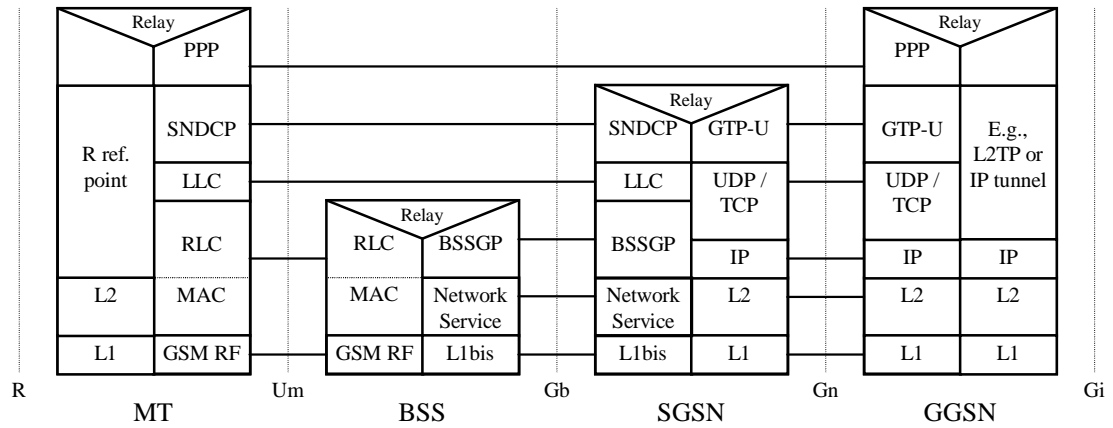 Relay
Relay
PPP
PPP
Relay
SNDCP
SNDCP
GTP-U
GTP-U
E.g.,
L2TP or
IP tunnel
R ref.
point
LLC
LLC
UDP /
TCP
UDP /
TCP
Relay
RLC
RLC
BSSGP
BSSGP
IP
IP
IP
L2
MAC
MAC
Network
Service
Network
Service
L2
L2
L2
L1
GSM RF
GSM RF
L1bis
L1bis
L1
L1
L1
R
Um
Gb
Gn
Gi
MT
BSS
SGSN
GGSN